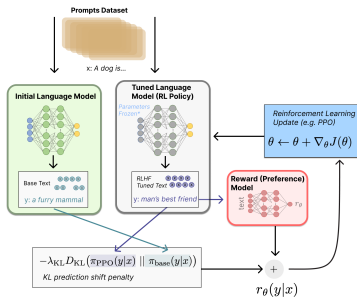 Prompts Dataset
x: A dog is...
Initial Language Model
Tuned Language
Model (RL Policy)
Parameters
Frozen*
Base Text
y: a furry mammal
RLHF
Tuned Text
y: man's best friend
Reinforcement Learning
Update (e.g. PPO)
θ ← θ + ∇θJ(θ)
Reward (Preference)
Model
text
rθ
−λKL DKL(πPPO(y|x) || πbase(y|x))
KL prediction shift penalty
+
rθ(y|x)